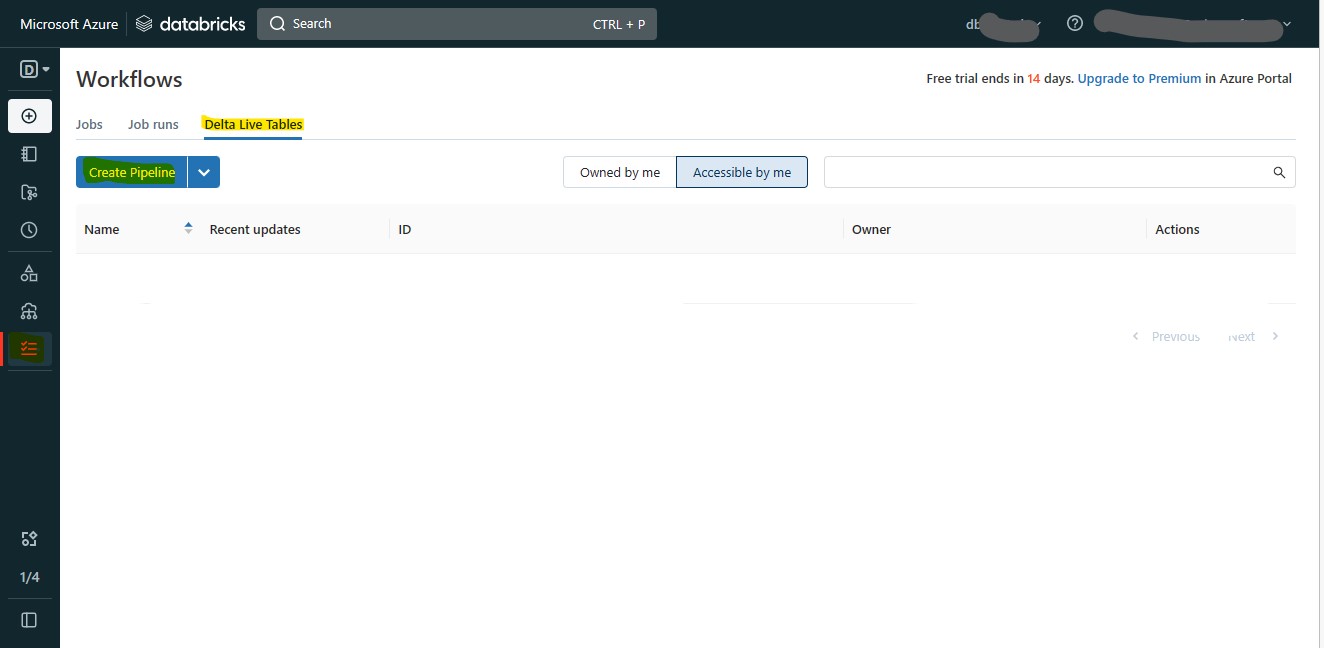 Microsoft Azure databricks Search CTRL + P db
D
Workflows
Free trial ends in 14 days. Upgrade to Premium in Azure Portal
Jobs Job runs Delta Live Tables
Create Pipeline Owned by me Accessible by me
Name Recent updates ID Owner Actions
Previous Next
1/4